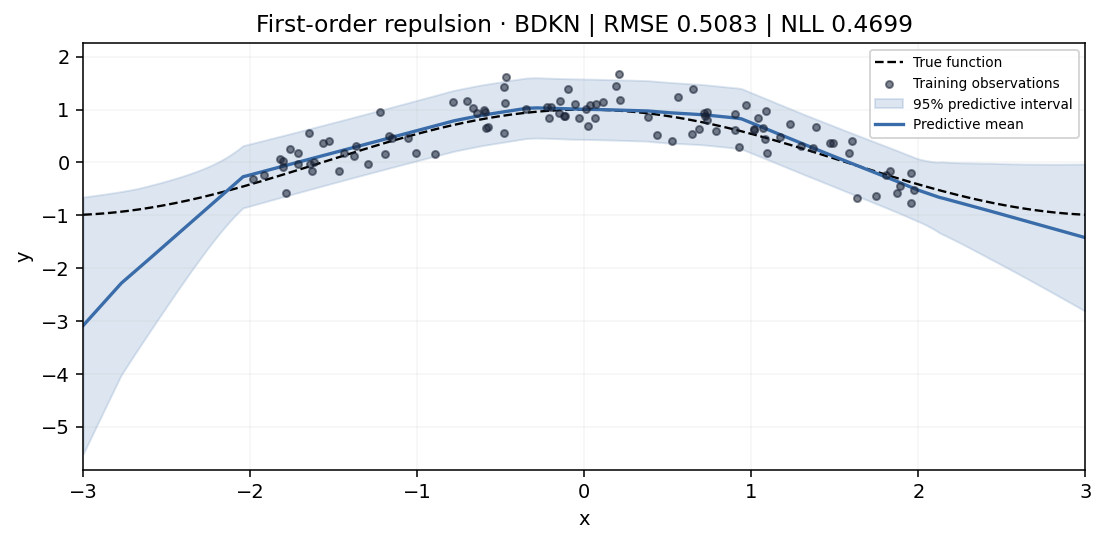 First-order repulsion · BDKN | RMSE 0.5083 | NLL 0.4699
True function
Training observations
95% predictive interval
Predictive mean
y
2
1
0
−1
−2
−3
−4
−5
−3 −2 −1 0 1 2 3
x